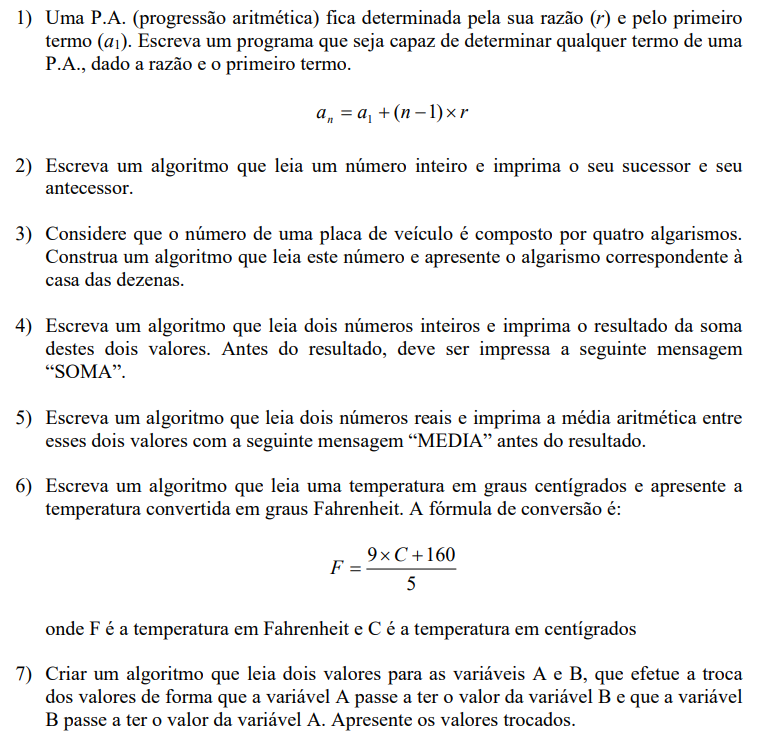 1) Uma P.A. (progressão aritmética) fica determinada pela sua razão (r) e pelo primeiro
termo (a₁). Escreva um programa que seja capaz de determinar qualquer termo de uma
P.A., dado a razão e o primeiro termo.
aₙ = a₁ + (n − 1) × r
2) Escreva um algoritmo que leia um número inteiro e imprima o seu sucessor e seu
antecessor.
3) Considere que o número de uma placa de veículo é composto por quatro algarismos.
Construa um algoritmo que leia este número e apresente o algarismo correspondente à
casa das dezenas.
4) Escreva um algoritmo que leia dois números inteiros e imprima o resultado da soma
destes dois valores. Antes do resultado, deve ser impressa a seguinte mensagem
“SOMA”.
5) Escreva um algoritmo que leia dois números reais e imprima a média aritmética entre
esses dois valores com a seguinte mensagem “MEDIA” antes do resultado.
6) Escreva um algoritmo que leia uma temperatura em graus centígrados e apresente a
temperatura convertida em graus Fahrenheit. A fórmula de conversão é:
9 × C + 160
F =
5
onde F é a temperatura em Fahrenheit e C é a temperatura em centígrados
7) Criar um algoritmo que leia dois valores para as variáveis A e B, que efetue a troca
dos valores de forma que a variável A passe a ter o valor da variável B e que a variável
B passe a ter o valor da variável A. Apresente os valores trocados.